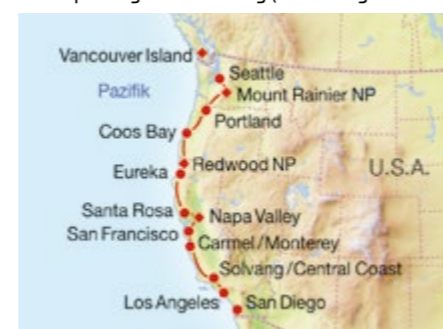 Vancouver Island
Seattle
Pazifik
Mount Rainier NP
Portland
Coos Bay
Redwood NP
Eureka
U.S.A.
Santa Rosa
Napa Valley
San Francisco
Carmel/Monterey
Solvang/Central Coast
Los Angeles
San Diego